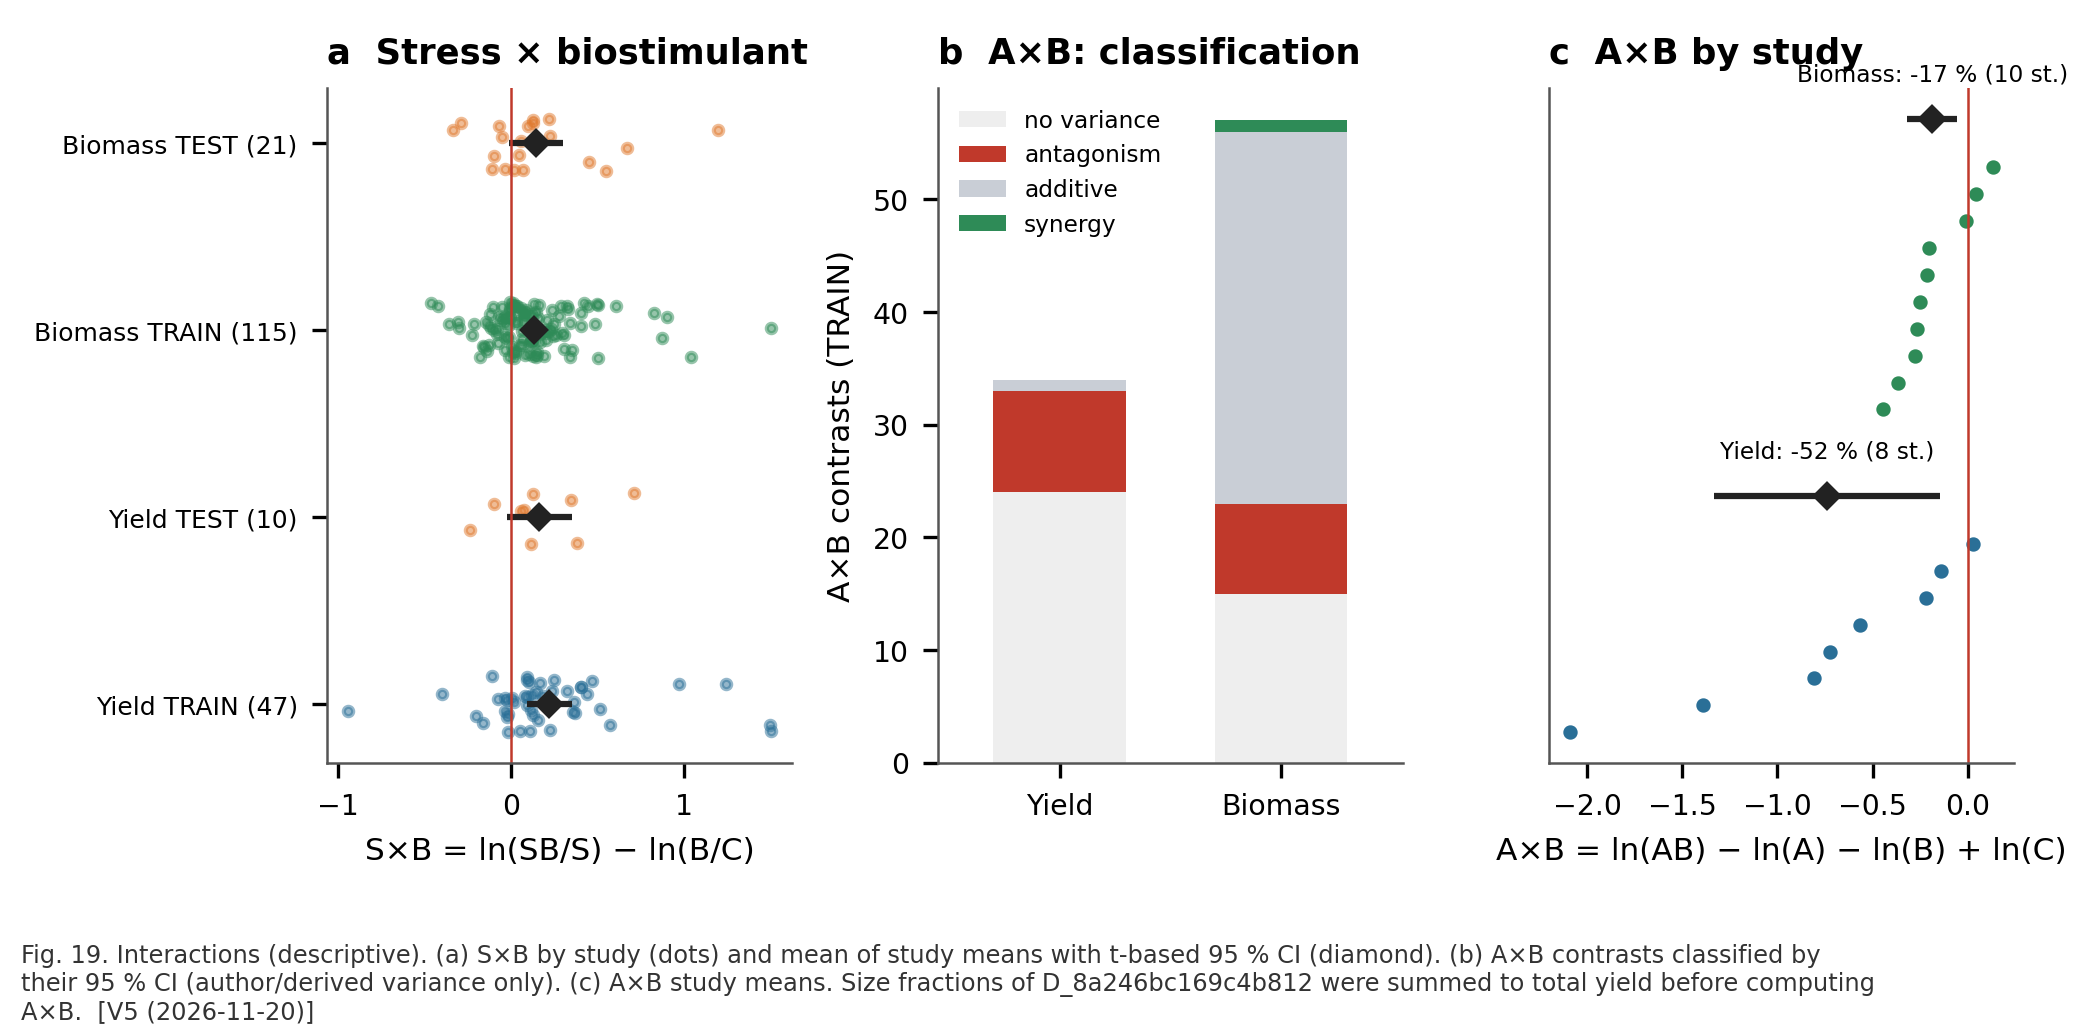 a  Stress × biostimulant
Biomass TEST (21)
Biomass TRAIN (115)
Yield TEST (10)
Yield TRAIN (47)
−1 0 1
S×B = ln(SB/S) − ln(B/C)
b  A×B: classification
no variance
antagonism
additive
synergy
A×B contrasts (TRAIN)
50
40
30
20
10
0
Yield Biomass
c  A×B by study
Biomass: -17 % (10 st.)
Yield: -52 % (8 st.)
−2.0 −1.5 −1.0 −0.5 0.0
A×B = ln(AB) − ln(A) − ln(B) + ln(C)
Fig. 19. Interactions (descriptive). (a) S×B by study (dots) and mean of study means with t-based 95 % CI (diamond). (b) A×B contrasts classified by
their 95 % CI (author/derived variance only). (c) A×B study means. Size fractions of D_8a246bc169c4b812 were summed to total yield before computing
A×B.  [V5 (2026-11-20)]